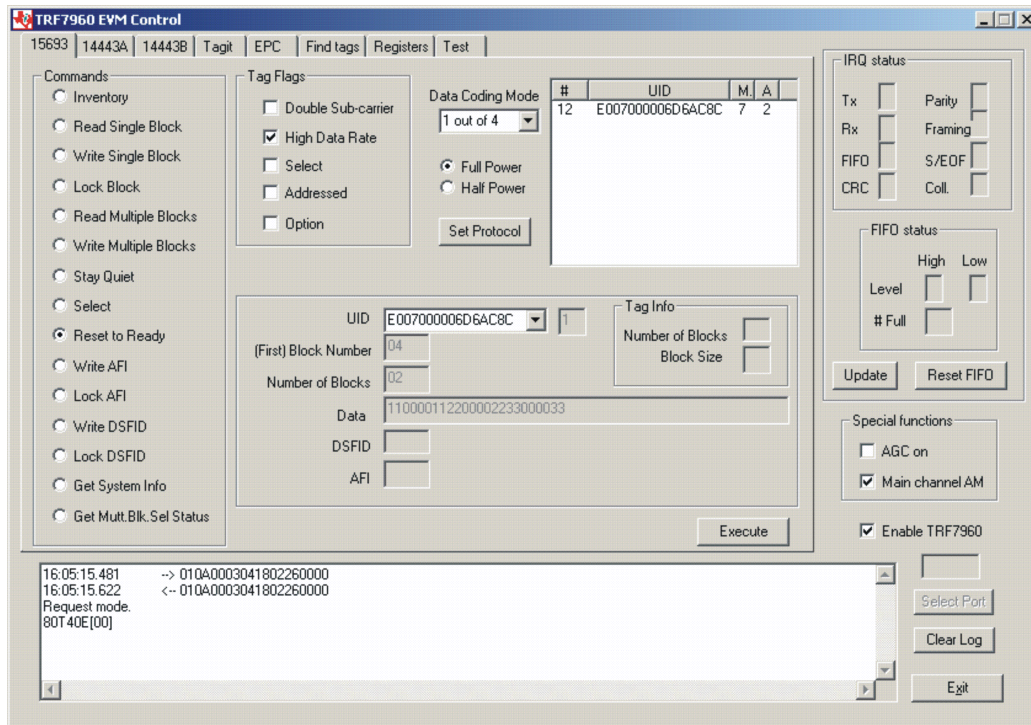 TRF7960 EVM Control
15693 14443A 14443B Tagit EPC Find tags Registers Test
Commands
Inventory
Read Single Block
Write Single Block
Lock Block
Read Multiple Blocks
Write Multiple Blocks
Stay Quiet
Select
Reset to Ready
Write AFI
Lock AFI
Write DSFID
Lock DSFID
Get System Info
Get Mutt.Blk.Sel Status
Tag Flags
Double Sub-carrier
High Data Rate
Select
Addressed
Option
Data Coding Mode
1 out of 4
Full Power
Half Power
Set Protocol
# UID M. A
12 E007000006D6AC8C 7 2
UID E007000006D6AC8C 1
(First) Block Number 04
Number of Blocks 02
Data 110000112200002233000033
DSFID
AFI
Tag Info
Number of Blocks
Block Size
Execute
IRQ status
Tx Parity
Rx Framing
FIFO S/EOF
CRC Coll.
FIFO status
High Low
Level
# Full
Update Reset FIFO
Special functions
AGC on
Main channel AM
Enable TRF7960
Select Port
Clear Log
Exit
16:05:15.481 --> 010A0003041802260000
16:05:15.622 <-- 010A0003041802260000
Request mode.
80T40E[00]